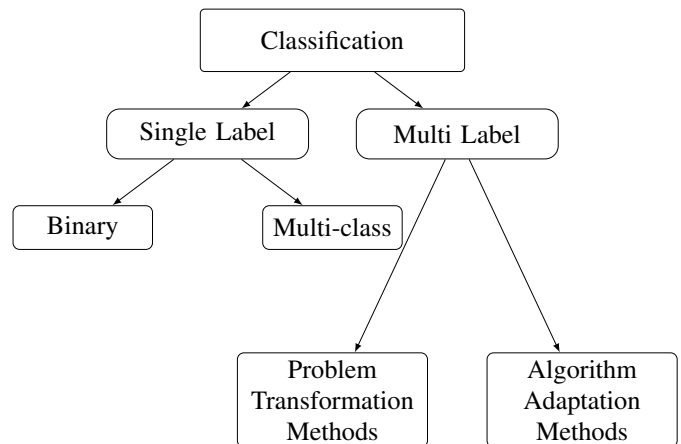 Classification
Single Label
Multi Label
Binary
Multi-class
Problem
Transformation
Methods
Algorithm
Adaptation
Methods